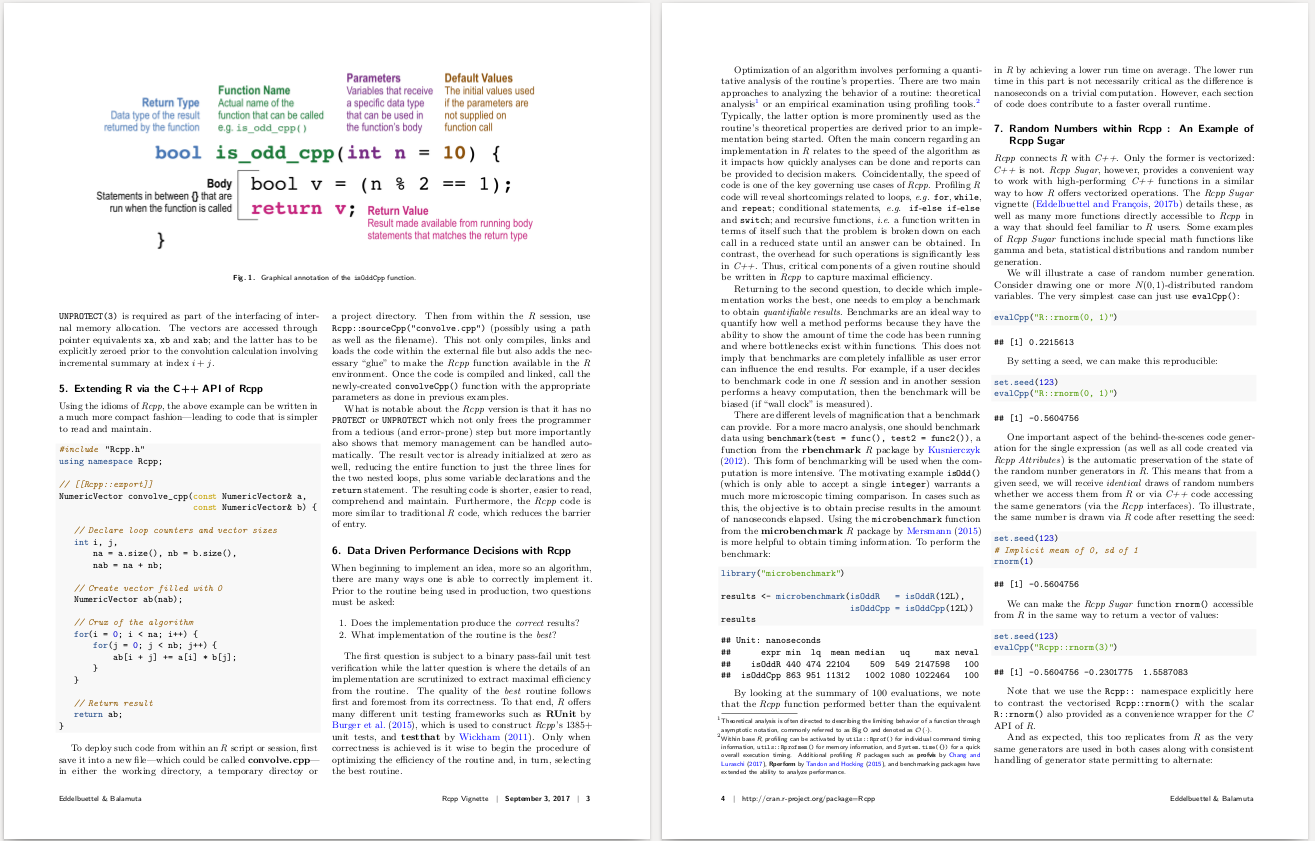 Parameters
Default Values
Function Name
Variables that receive
The initial values used
Return Type
Actual name of the
a specific data type
if the parameters are
Data type of the result
function that can be called
that can be used in
not supplied on
returned by the function
e.g. is_odd_cpp()
the function's body
function call
bool is_odd_cpp(int n = 10) {
Body
bool v = (n % 2 == 1);
Statements in between {} that are
run when the function is called
return v;
Return Value
Result made available from running body
statements that matches the return type
}
Fig. 1. Graphical annotation of the isOddCpp function.
UNPROTECT(3) is required as part of the interfacing of inter-
nal memory allocation. The vectors are accessed through
pointer equivalents xa, xb and xab; and the latter has to be
explicitly zeroed prior to the convolution calculation involving
incremental summary at index i + j.
5. Extending R via the C++ API of Rcpp
Using the idioms of Rcpp, the above example can be written in
a much more compact fashion—leading to code that is simpler
to read and maintain.
#include "Rcpp.h"
using namespace Rcpp;
// [[Rcpp::export]]
NumericVector convolve_cpp(const NumericVector& a,
const NumericVector& b) {
// Declare loop counters and vector sizes
int i, j,
na = a.size(), nb = b.size(),
nab = na + nb;
// Create vector filled with 0
NumericVector ab(nab);
// Crux of the algorithm
for(i = 0; i < na; i++) {
for(j = 0; j < nb; j++) {
ab[i + j] += a[i] * b[j];
}
}
// Return result
return ab;
}
To deploy such code from within an R script or session, first
save it into a new file—which could be called convolve.cpp—
in either the working directory, a temporary directoy or
a project directory. Then from within the R session, use
Rcpp::sourceCpp("convolve.cpp") (possibly using a path
as well as the filename). This not only compiles, links and
loads the code within the external file but also adds the nec-
essary "glue" to make the Rcpp function available in the R
environment. Once the code is compiled and linked, call the
newly-created convolveCpp() function with the appropriate
parameters as done in previous examples.
What is notable about the Rcpp version is that it has no
PROTECT or UNPROTECT which not only frees the programmer
from a tedious (and error-prone) step but more importantly
also shows that memory management can be handled auto-
matically. The result vector is already initialized at zero as
well, reducing the entire function to just the three lines for
the two nested loops, plus some variable declarations and the
return statement. The resulting code is shorter, easier to read,
comprehend and maintain. Furthermore, the Rcpp code is
more similar to traditional R code, which reduces the barrier
of entry.
6. Data Driven Performance Decisions with Rcpp
When beginning to implement an idea, more so an algorithm,
there are many ways one is able to correctly implement it.
Prior to the routine being used in production, two questions
must be asked:
1. Does the implementation produce the correct results?
2. What implementation of the routine is the best?
The first question is subject to a binary pass-fail unit test
verification while the latter question is where the details of an
implementation are scrutinized to extract maximal efficiency
from the routine. The quality of the best routine follows
first and foremost from its correctness. To that end, R offers
many different unit testing frameworks such as RUnit by
Burger et al. (2015), which is used to construct Rcpp's 1385+
unit tests, and testthat by Wickham (2011). Only when
correctness is achieved is it wise to begin the procedure of
optimizing the efficiency of the routine and, in turn, selecting
the best routine.
Eddelbuettel & Balamuta
Rcpp Vignette | September 3, 2017 | 3
Optimization of an algorithm involves performing a quanti-
tative analysis of the routine's properties. There are two main
approaches to analyzing the behavior of a routine: theoretical
analysis1 or an empirical examination using profiling tools.2
Typically, the latter option is more prominently used as the
routine's theoretical properties are derived prior to an imple-
mentation being started. Often the main concern regarding an
implementation in R relates to the speed of the algorithm as
it impacts how quickly analyses can be done and reports can
be provided to decision makers. Coincidentally, the speed of
code is one of the key governing use cases of Rcpp. Profiling R
code will reveal shortcomings related to loops, e.g. for, while,
and repeat; conditional statements, e.g. if-else if-else
and switch; and recursive functions, i.e. a function written in
terms of itself such that the problem is broken down on each
call in a reduced state until an answer can be obtained. In
contrast, the overhead for such operations is significantly less
in C++. Thus, critical components of a given routine should
be written in Rcpp to capture maximal efficiency.
Returning to the second question, to decide which imple-
mentation works the best, one needs to employ a benchmark
to obtain quantifiable results. Benchmarks are an ideal way to
quantify how well a method performs because they have the
ability to show the amount of time the code has been running
and where bottlenecks exist within functions. This does not
imply that benchmarks are completely infallible as user error
can influence the end results. For example, if a user decides
to benchmark code in one R session and in another session
performs a heavy computation, then the benchmark will be
biased (if "wall clock" is measured).
There are different levels of magnification that a benchmark
can provide. For a more macro analysis, one should benchmark
data using benchmark(test = func(), test2 = func2()), a
function from the rbenchmark R package by Kusnierczyk
(2012). This form of benchmarking will be used when the com-
putation is more intensive. The motivating example isOdd()
(which is only able to accept a single integer) warrants a
much more microscopic timing comparison. In cases such as
this, the objective is to obtain precise results in the amount
of nanoseconds elapsed. Using the microbenchmark function
from the microbenchmark R package by Mersmann (2015)
is more helpful to obtain timing information. To perform the
benchmark:
library("microbenchmark")
results <- microbenchmark(isOddR = isOddR(12L),
isOddCpp = isOddCpp(12L))
results
## Unit: nanoseconds
## expr min lq mean median uq max neval
## isOddR 440 474 22104 509 549 2147598 100
## isOddCpp 863 951 11312 1002 1080 1022464 100
By looking at the summary of 100 evaluations, we note
that the Rcpp function performed better than the equivalent
1 Theoretical analysis is often directed to describing the limiting behavior of a function through
asymptotic notation, commonly referred to as Big O and denoted as O(·).
2 Within base R, profiling can be activated by utils::Rprof() for individual command timing
information, utils::Rprofmem() for memory information, and System.time({}) for a quick
overall execution timing. Additional profiling R packages such as profvis by Chang and
Luraschi (2017), Rperform by Tandon and Hocking (2015), and benchmarking packages have
extended the ability to analyze performance.
in R by achieving a lower run time on average. The lower run
time in this part is not necessarily critical as the difference is
nanoseconds on a trivial computation. However, each section
of code does contribute to a faster overall runtime.
7. Random Numbers within Rcpp : An Example of
Rcpp Sugar
Rcpp connects R with C++. Only the former is vectorized:
C++ is not. Rcpp Sugar, however, provides a convenient way
to work with high-performing C++ functions in a similar
way to how R offers vectorized operations. The Rcpp Sugar
vignette (Eddelbuettel and François, 2017b) details these, as
well as many more functions directly accessible to Rcpp in
a way that should feel familiar to R users. Some examples
of Rcpp Sugar functions include special math functions like
gamma and beta, statistical distributions and random number
generation.
We will illustrate a case of random number generation.
Consider drawing one or more N(0, 1)-distributed random
variables. The very simplest case can just use evalCpp():
evalCpp("R::rnorm(0, 1)")
## [1] 0.2215613
By setting a seed, we can make this reproducible:
set.seed(123)
evalCpp("R::rnorm(0, 1)")
## [1] -0.5604756
One important aspect of the behind-the-scenes code gener-
ation for the single expression (as well as all code created via
Rcpp Attributes) is the automatic preservation of the state of
the random nunber generators in R. This means that from a
given seed, we will receive identical draws of random numbers
whether we access them from R or via C++ code accessing
the same generators (via the Rcpp interfaces). To illustrate,
the same number is drawn via R code after resetting the seed:
set.seed(123)
# Implicit mean of 0, sd of 1
rnorm(1)
## [1] -0.5604756
We can make the Rcpp Sugar function rnorm() accessible
from R in the same way to return a vector of values:
set.seed(123)
evalCpp("Rcpp::rnorm(3)")
## [1] -0.5604756 -0.2301775 1.5587083
Note that we use the Rcpp:: namespace explicitly here
to contrast the vectorised Rcpp::rnorm() with the scalar
R::rnorm() also provided as a convenience wrapper for the C
API of R.
And as expected, this too replicates from R as the very
same generators are used in both cases along with consistent
handling of generator state permitting to alternate:
4 | http://cran.r-project.org/package=Rcpp
Eddelbuettel & Balamuta